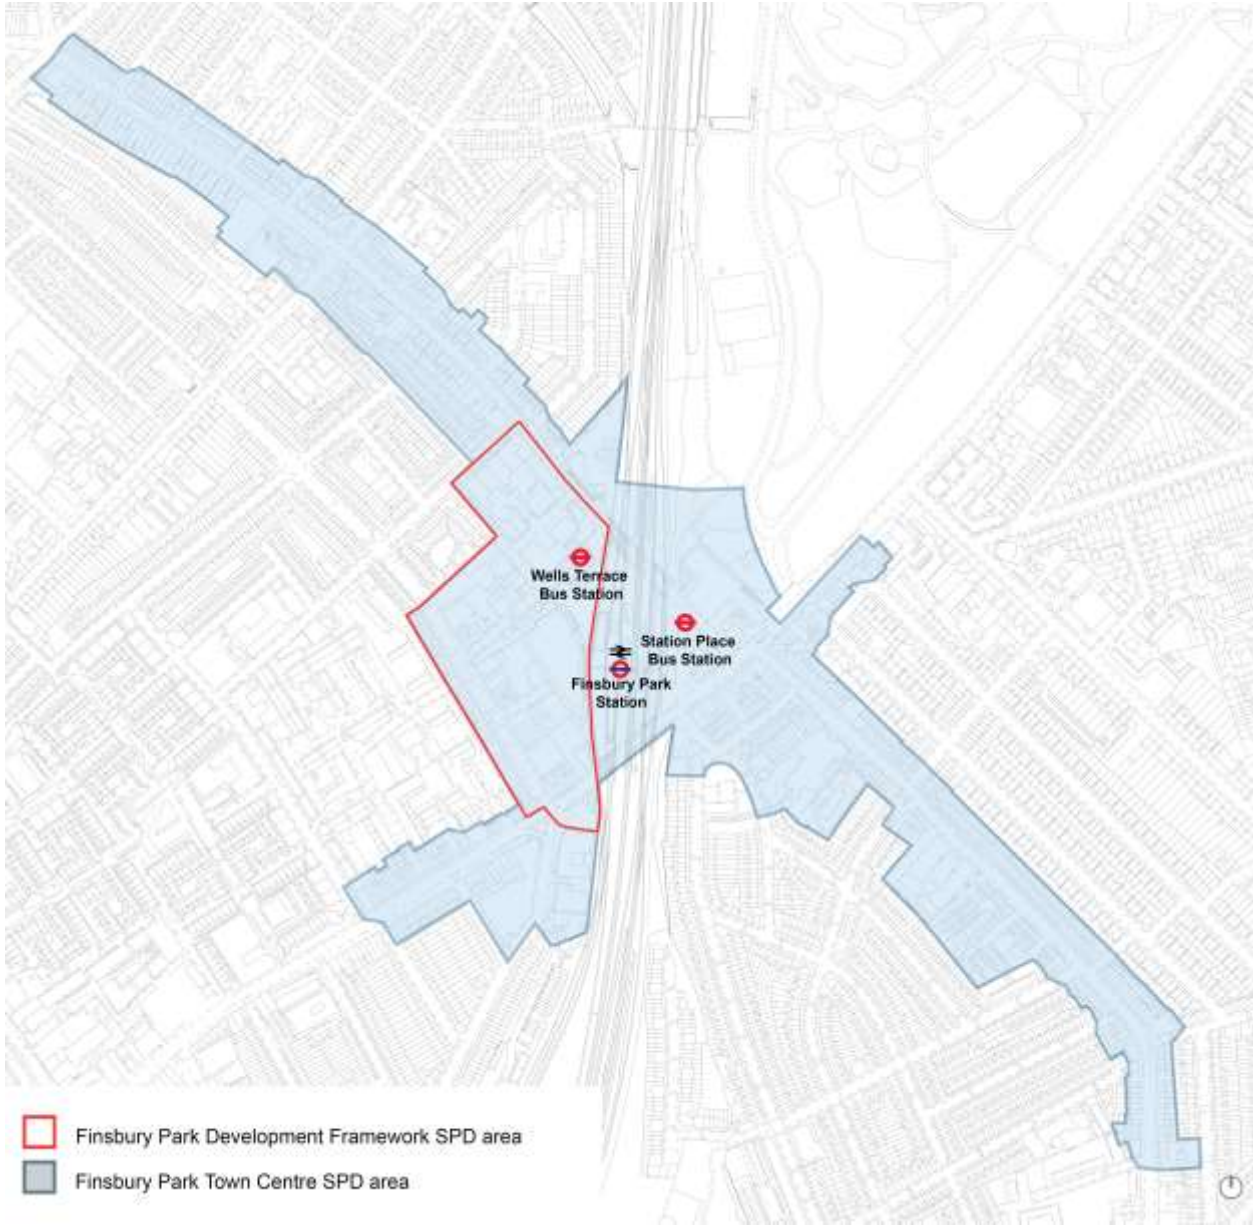 Wells Terrace
Bus Station
Station Place
Bus Station
Finsbury Park
Station
Finsbury Park Development Framework SPD area
Finsbury Park Town Centre SPD area